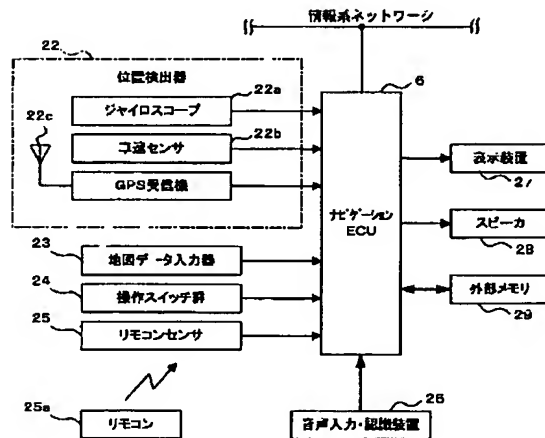 情報系ネットワーク
22
位置検出器
22a
ジャイロスコープ
22c
22b
車速センサ
GPS受信機
6
ナビゲーション
ECU
表示装置
27
スピーカ
28
外部メモリ
29
23
地図データ入力器
24
操作スイッチ群
25
リモコンセンサ
25a
リモコン
26
音声入力・認識装置